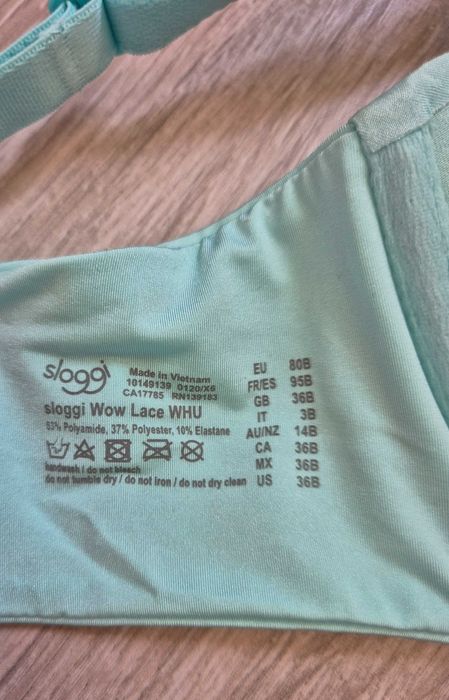 sloggi
Made in Vietnam
10149139 0120/X6
CA17785 RN139183
sloggi Wow Lace WHU
53% Polyamide, 37% Polyester, 10% Elastane
handwash / do not bleach
do not tumble dry / do not iron / do not dry clean
EU 80B
FR/ES 95B
GB 36B
IT 3B
AU/NZ 14B
CA 36B
MX 36B
US 36B